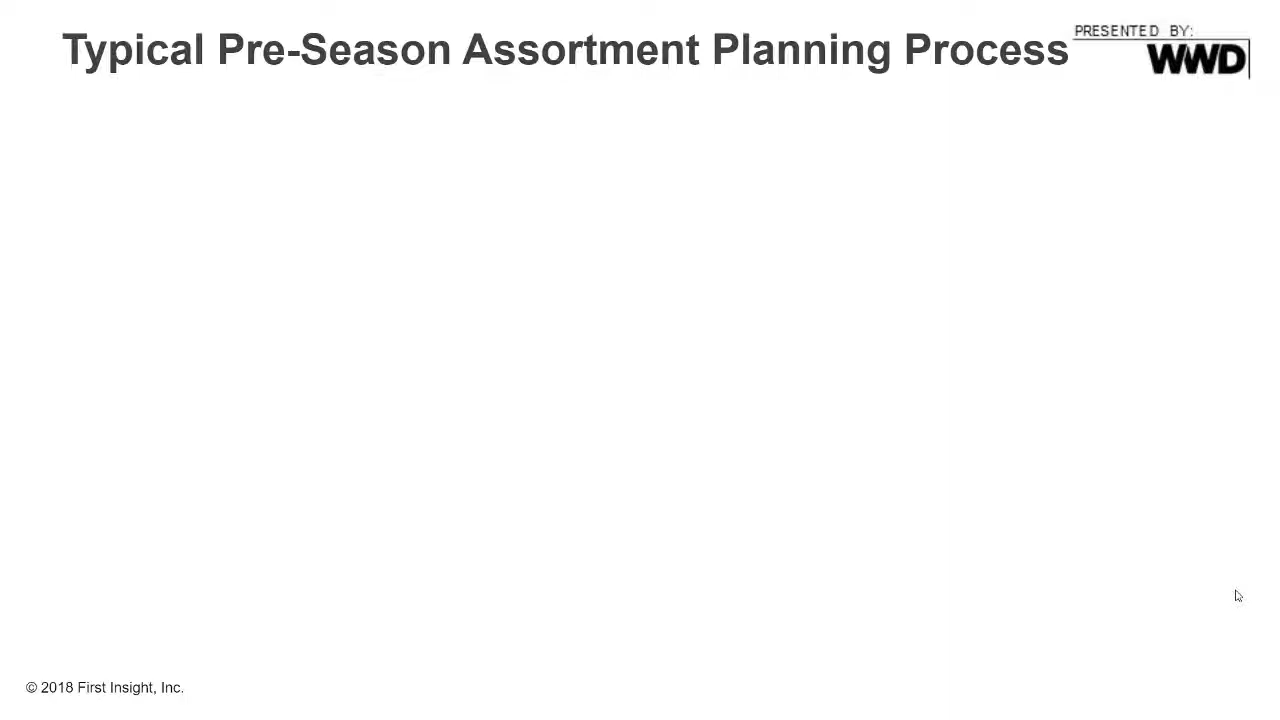 Typical Pre-Season Assortment Planning Process
PRESENTED BY:
WWD
© 2018 First Insight, Inc.